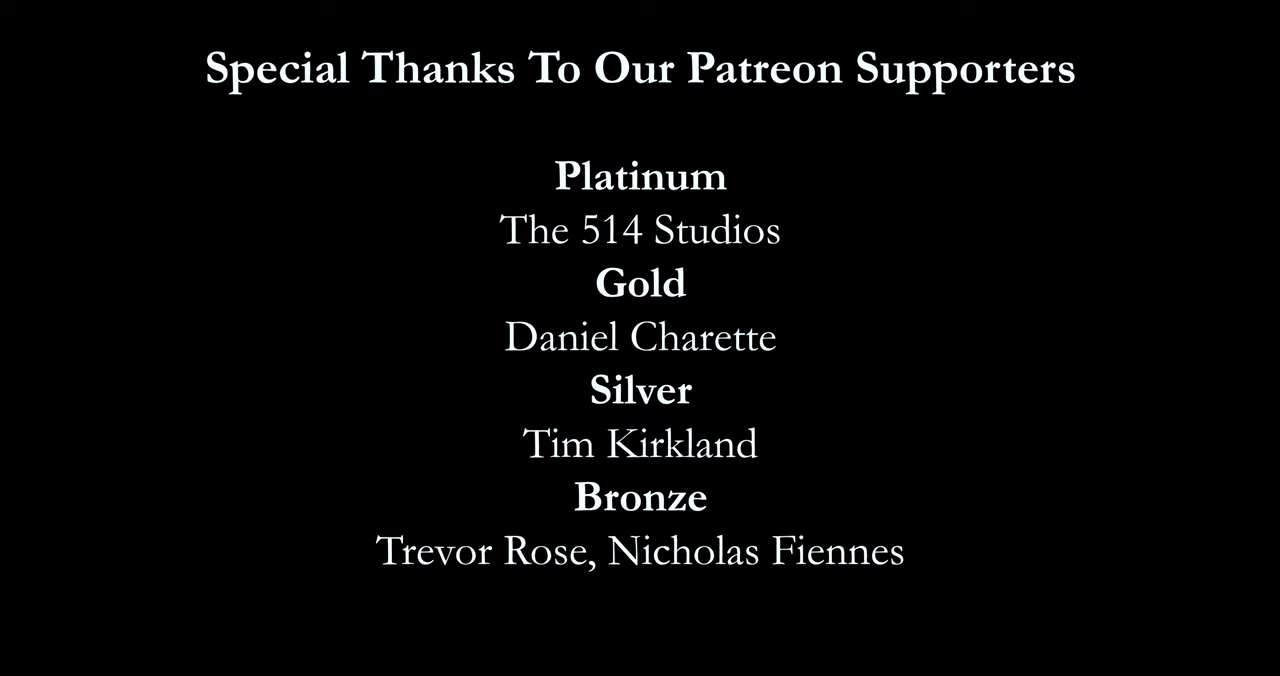 Special Thanks To Our Patreon Supporters
Platinum
The 514 Studios
Gold
Daniel Charette
Silver
Tim Kirkland
Bronze
Trevor Rose, Nicholas Fiennes